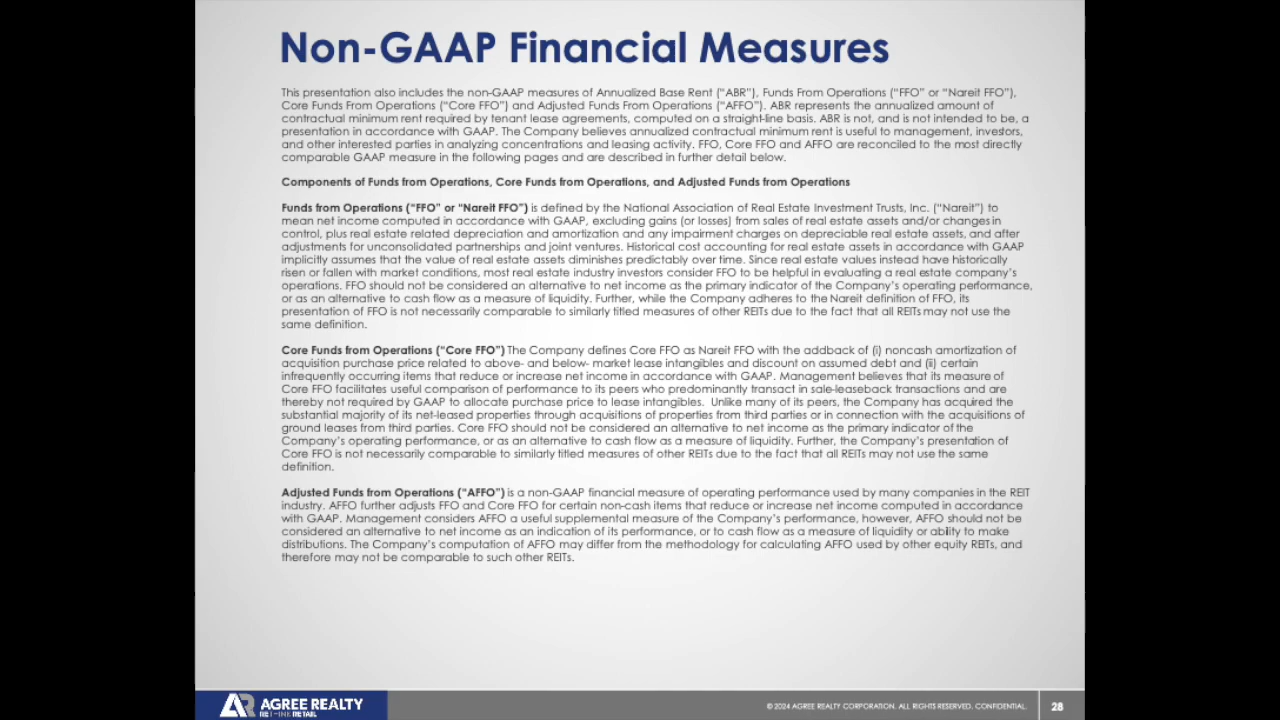 Non-GAAP Financial Measures
This presentation also includes the non-GAAP measures of Annualized Base Rent (“ABR”), Funds From Operations (“FFO” or “Nareit FFO”),
Core Funds From Operations (“Core FFO”) and Adjusted Funds From Operations (“AFFO”). ABR represents the annualized amount of
contractual minimum rent required by tenant lease agreements, computed on a straight-line basis. ABR is not, and is not intended to be, a
presentation in accordance with GAAP. The Company believes annualized contractual minimum rent is useful to management, investors,
and other interested parties in analyzing concentrations and leasing activity. FFO, Core FFO and AFFO are reconciled to the most directly
comparable GAAP measure in the following pages and are described in further detail below.
Components of Funds from Operations, Core Funds from Operations, and Adjusted Funds from Operations
Funds from Operations (“FFO” or “Nareit FFO”) is defined by the National Association of Real Estate Investment Trusts, Inc. (“Nareit”) to
mean net income computed in accordance with GAAP, excluding gains (or losses) from sales of real estate assets and/or changes in
control, plus real estate related depreciation and amortization and any impairment charges on depreciable real estate assets, and after
adjustments for unconsolidated partnerships and joint ventures. Historical cost accounting for real estate assets in accordance with GAAP
implicitly assumes that the value of real estate assets diminishes predictably over time. Since real estate values instead have historically
risen or fallen with market conditions, most real estate industry investors consider FFO to be helpful in evaluating a real estate company’s
operations. FFO should not be considered an alternative to net income as the primary indicator of the Company’s operating performance,
or as an alternative to cash flow as a measure of liquidity. Further, while the Company adheres to the Nareit definition of FFO, its
presentation of FFO is not necessarily comparable to similarly titled measures of other REITs due to the fact that all REITs may not use the
same definition.
Core Funds from Operations (“Core FFO”) The Company defines Core FFO as Nareit FFO with the addback of (i) noncash amortization of
acquisition purchase price related to above- and below- market lease intangibles and discount on assumed debt and (ii) certain
infrequently occurring items that reduce or increase net income in accordance with GAAP. Management believes that its measure of
Core FFO facilitates useful comparison of performance to its peers who predominantly transact in sale-leaseback transactions and are
thereby not required by GAAP to allocate purchase price to lease intangibles. Unlike many of its peers, the Company has acquired the
substantial majority of its net-leased properties through acquisitions of properties from third parties or in connection with the acquisitions of
ground leases from third parties. Core FFO should not be considered an alternative to net income as the primary indicator of the
Company’s operating performance, or as an alternative to cash flow as a measure of liquidity. Further, the Company’s presentation of
Core FFO is not necessarily comparable to similarly titled measures of other REITs due to the fact that all REITs may not use the same
definition.
Adjusted Funds from Operations (“AFFO”) is a non-GAAP financial measure of operating performance used by many companies in the REIT
industry. AFFO further adjusts FFO and Core FFO for certain non-cash items that reduce or increase net income computed in accordance
with GAAP. Management considers AFFO a useful supplemental measure of the Company’s performance, however, AFFO should not be
considered an alternative to net income as an indication of its performance, or to cash flow as a measure of liquidity or ability to make
distributions. The Company’s computation of AFFO may differ from the methodology for calculating AFFO used by other equity REITs, and
therefore may not be comparable to such other REITs.
AR AGREE REALTY
RETHINK RETAIL
© 2024 AGREE REALTY CORPORATION. ALL RIGHTS RESERVED. CONFIDENTIAL.
28